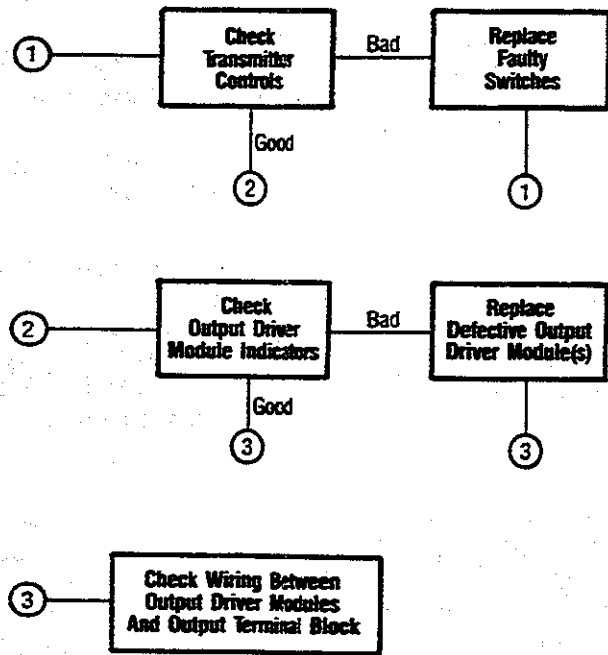 1
Check
Transmitter
Controls
Bad
Replace
Faulty
Switches
Good
2
1
2
Check
Output Driver
Module Indicators
Bad
Replace
Defective Output
Driver Module(s)
Good
3
3
3
Check Wiring Between
Output Driver Modules
And Output Terminal Block